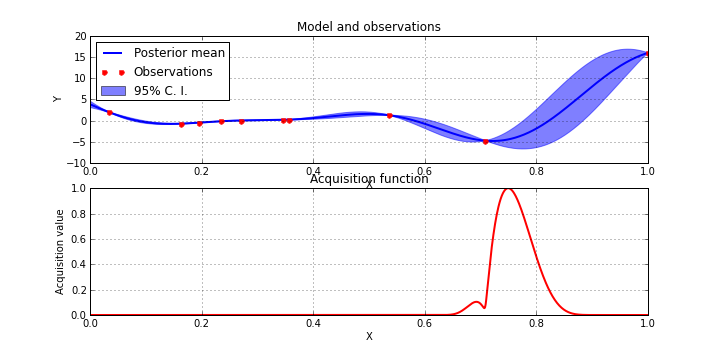 Model and observations
20
15
10
5
0
−5
−10
Y
Posterior mean
Observations
95% C. I.
0.0 0.2 0.4 0.6 0.8 1.0
X
Acquisition function
1.0
0.8
0.6
0.4
0.2
0.0
Acquisition value
0.0 0.2 0.4 0.6 0.8 1.0
X